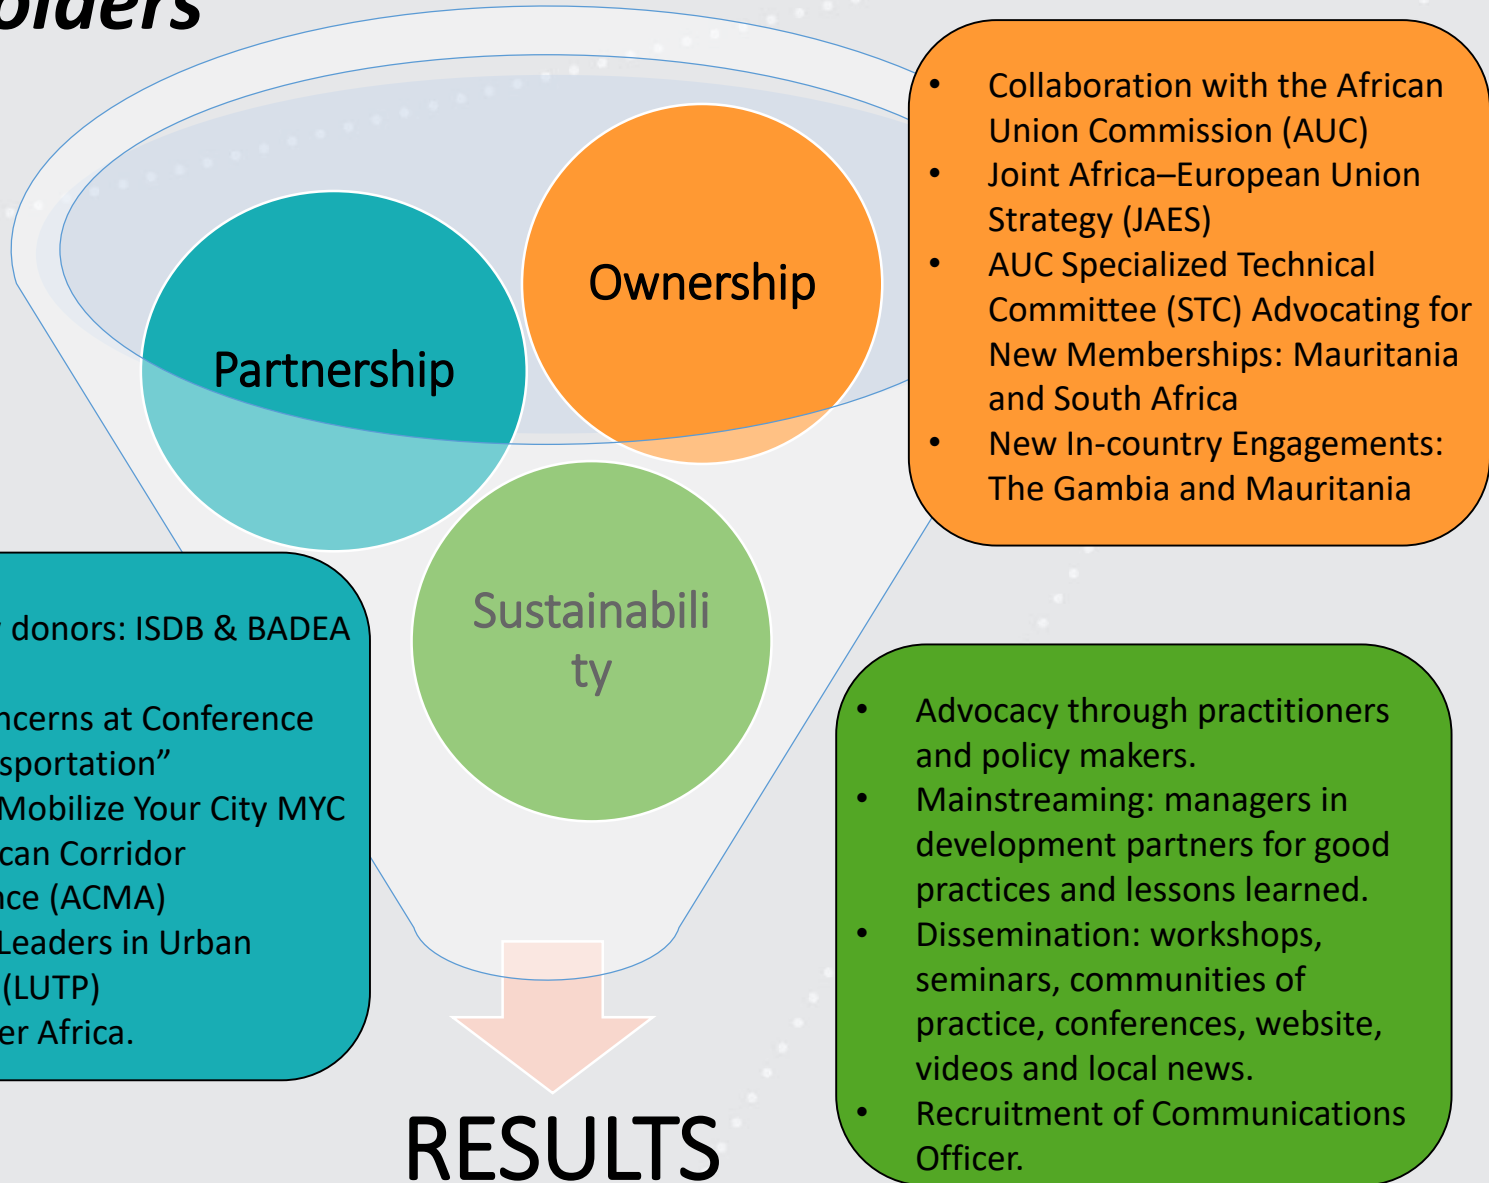 olders
• Collaboration with the African
Union Commission (AUC)
• Joint Africa–European Union
Strategy (JAES)
• AUC Specialized Technical
Committee (STC) Advocating for
New Memberships: Mauritania
and South Africa
• New In-country Engagements:
The Gambia and Mauritania
Ownership
Partnership
Sustainabili
ty
donors: ISDB & BADEA
ncerns at Conference
sportation”
Mobilize Your City MYC
can Corridor
nce (ACMA)
Leaders in Urban
(LUTP)
er Africa.
• Advocacy through practitioners
and policy makers.
• Mainstreaming: managers in
development partners for good
practices and lessons learned.
• Dissemination: workshops,
seminars, communities of
practice, conferences, website,
videos and local news.
• Recruitment of Communications
Officer.
RESULTS